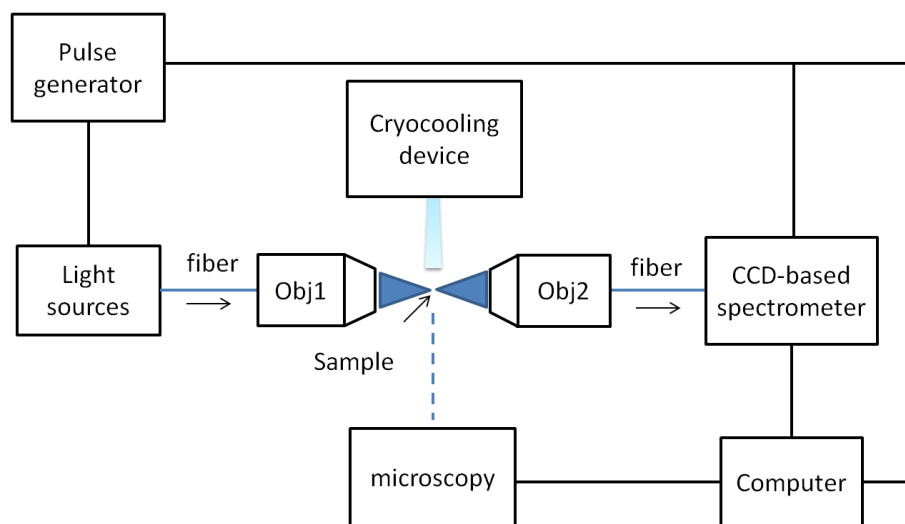 Pulse
generator
Cryocooling
device
Light
sources
fiber
Obj1
Sample
Obj2
fiber
CCD-based
spectrometer
microscopy
Computer